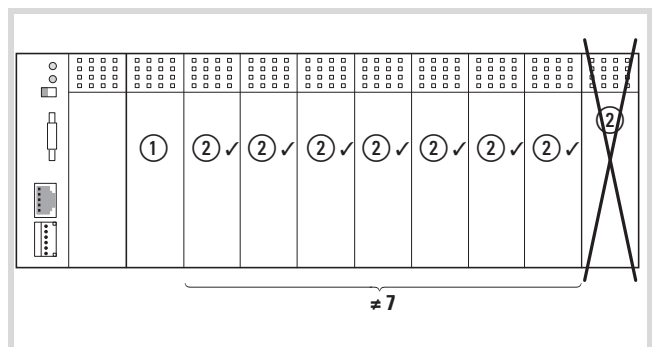 ② 
① ② ✓ ② ✓ ② ✓ ② ✓ ② ✓ ② ✓ ② ✓
≠ 7